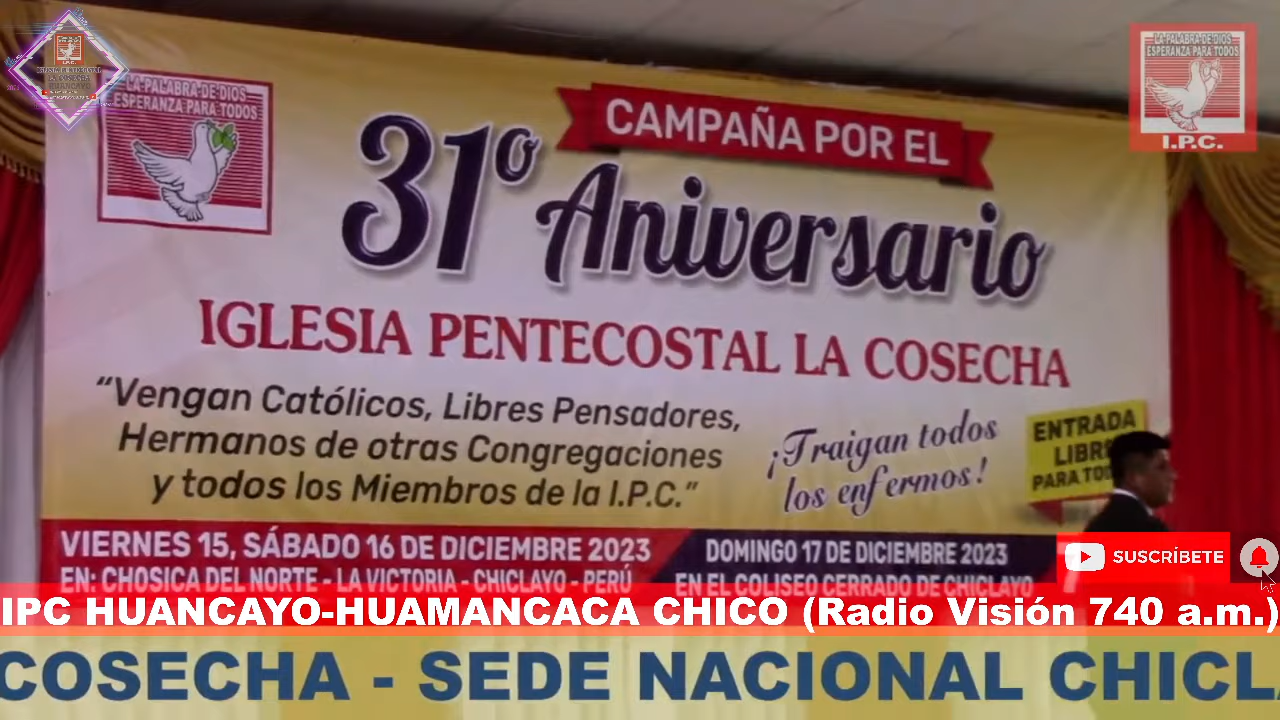 LA PALABRA DE DIOS
ESPERANZA PARA TODOS
I.P.C.
LA PALABRA DE DIOS
ESPERANZA PARA TODOS
CAMPAÑA POR EL
31º Aniversario
IGLESIA PENTECOSTAL LA COSECHA
“Vengan Católicos, Libres Pensadores,
Hermanos de otras Congregaciones
y todos los Miembros de la I.P.C.”
¡Traigan todos
los enfermos!
ENTRADA
LIBR
PARA TOD
VIERNES 15, SÁBADO 16 DE DICIEMBRE 2023
EN: CHOSICA DEL NORTE - LA VICTORIA - CHICLAYO - PERÚ
DOMINGO 17 DE DICIEMBRE 2023
EN EL COLISEO CERRADO DE CHICLAYO
SUSCRÍBETE
IPC HUANCAYO-HUAMANCACA CHICO (Radio Visión 740 a.m.)
COSECHA - SEDE NACIONAL CHICL